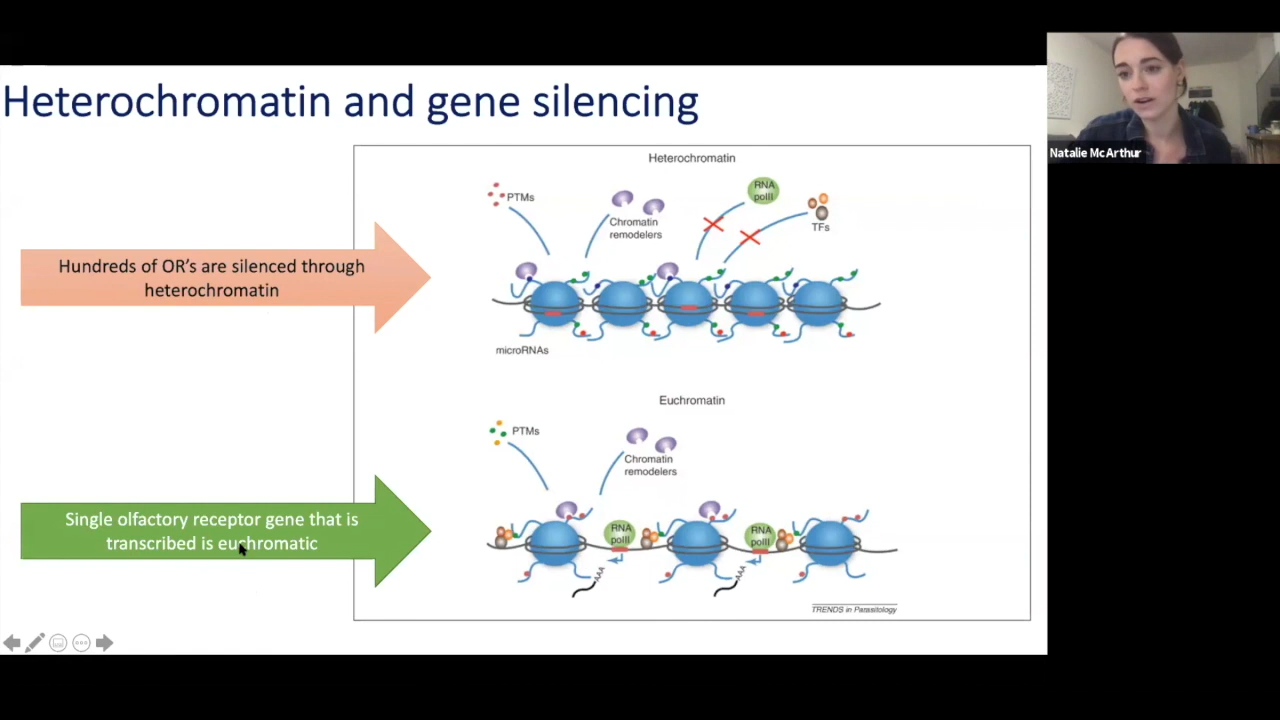 Heterochromatin and gene silencing
Natalie McArthur
Hundreds of OR's are silenced through
heterochromatin
Heterochromatin
PTMs
Chromatin
remodelers
RNA
polII
TFs
microRNAs
Single olfactory receptor gene that is
transcribed is euchromatic
Euchromatin
PTMs
Chromatin
remodelers
RNA
polII
RNA
polII
AAA
AAA
TRENDS in Parasitology